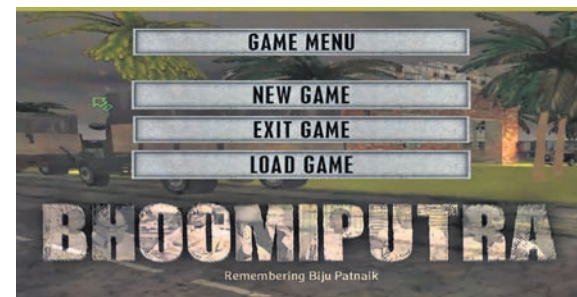 GAME MENU
NEW GAME
EXIT GAME
LOAD GAME
BHOOMIPUTRA
Remembering Biju Patnaik